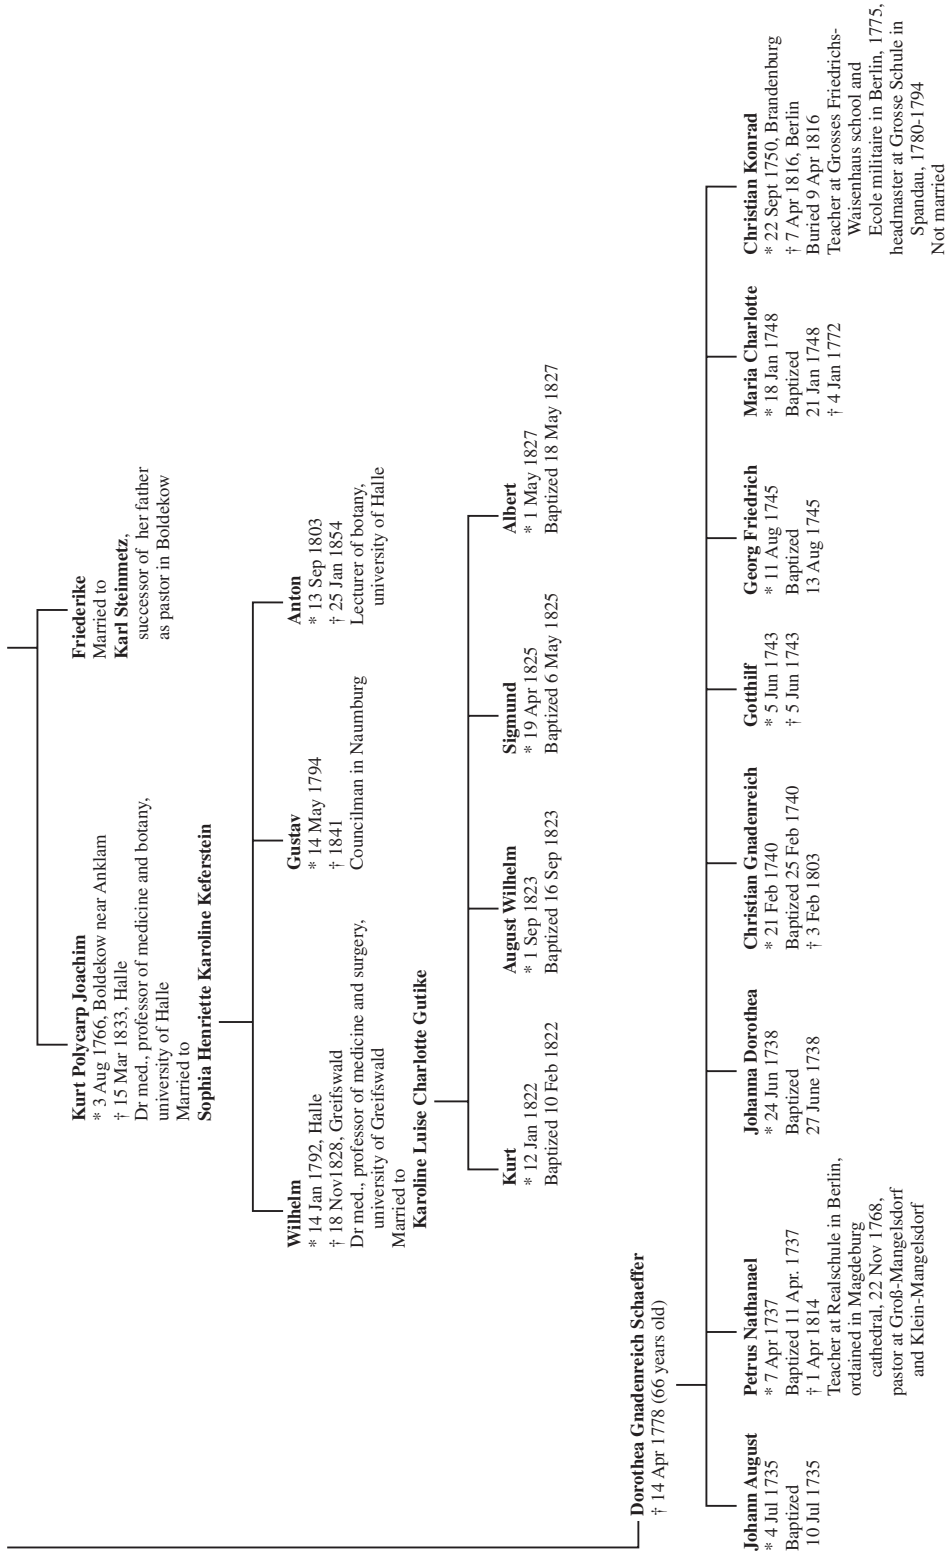 Kurt Polycarp Joachim
* 3 Aug 1766, Boldekow near Anklam
† 15 Mar 1833, Halle
Dr med., professor of medicine and botany,
university of Halle
Married to
Sophia Henriette Karoline Keferstein
Friederike
Married to
Karl Steinnetz,
successor of her father
as pastor in Boldekow
Wilhelm
* 14 Jan 1792, Halle
† 18 Nov1828, Greifswald
Dr med., professor of medicine and surgery,
university of Greifswald
Married to
Karoline Luise Charlotte Gutike
Gustav
* 14 May 1794
† 1841
Councilman in Naumburg
Anton
* 13 Sep 1803
† 25 Jan 1854
Lecturer of botany,
university of Halle
Kurt
* 12 Jan 1822
Baptized 10 Feb 1822
August Wilhelm
* 1 Sep 1823
Baptized 16 Sep 1823
Sigmund
* 19 Apr 1825
Baptized 6 May 1825
Albert
* 1 May 1827
Baptized 18 May 1827
Dorothea Gnadenreich Schaeffer
† 14 Apr 1778 (66 years old)
Johann August
* 4 Jul 1735
Baptized
10 Jul 1735
Petrus Nathanael
* 7 Apr 1737
Baptized 11 Apr. 1737
† 1 Apr 1814
Teacher at Realschule in Berlin,
ordained in Magdeburg
cathedral, 22 Nov 1768,
pastor at Groß-Mangelsdorf
and Klein-Mangelsdorf
Johanna Dorothea
* 24 Jun 1738
Baptized
27 June 1738
Christian Gnadenreich
* 21 Feb 1740
Baptized 25 Feb 1740
† 3 Feb 1803
Gotthilf
* 5 Jun 1743
† 5 Jun 1743
Georg Friedrich
* 11 Aug 1745
Baptized
13 Aug 1745
Maria Charlotte
* 18 Jan 1748
Baptized
21 Jan 1748
† 4 Jan 1772
Christian Konrad
* 22 Sept 1750, Brandenburg
† 7 Apr 1816, Berlin
Buried 9 Apr 1816
Teacher at Grosses Friedrichs-
Waisenhaus school and
Ecole militaire in Berlin, 1775,
headmaster at Grosse Schule in
Spandau, 1780-1794
Not married